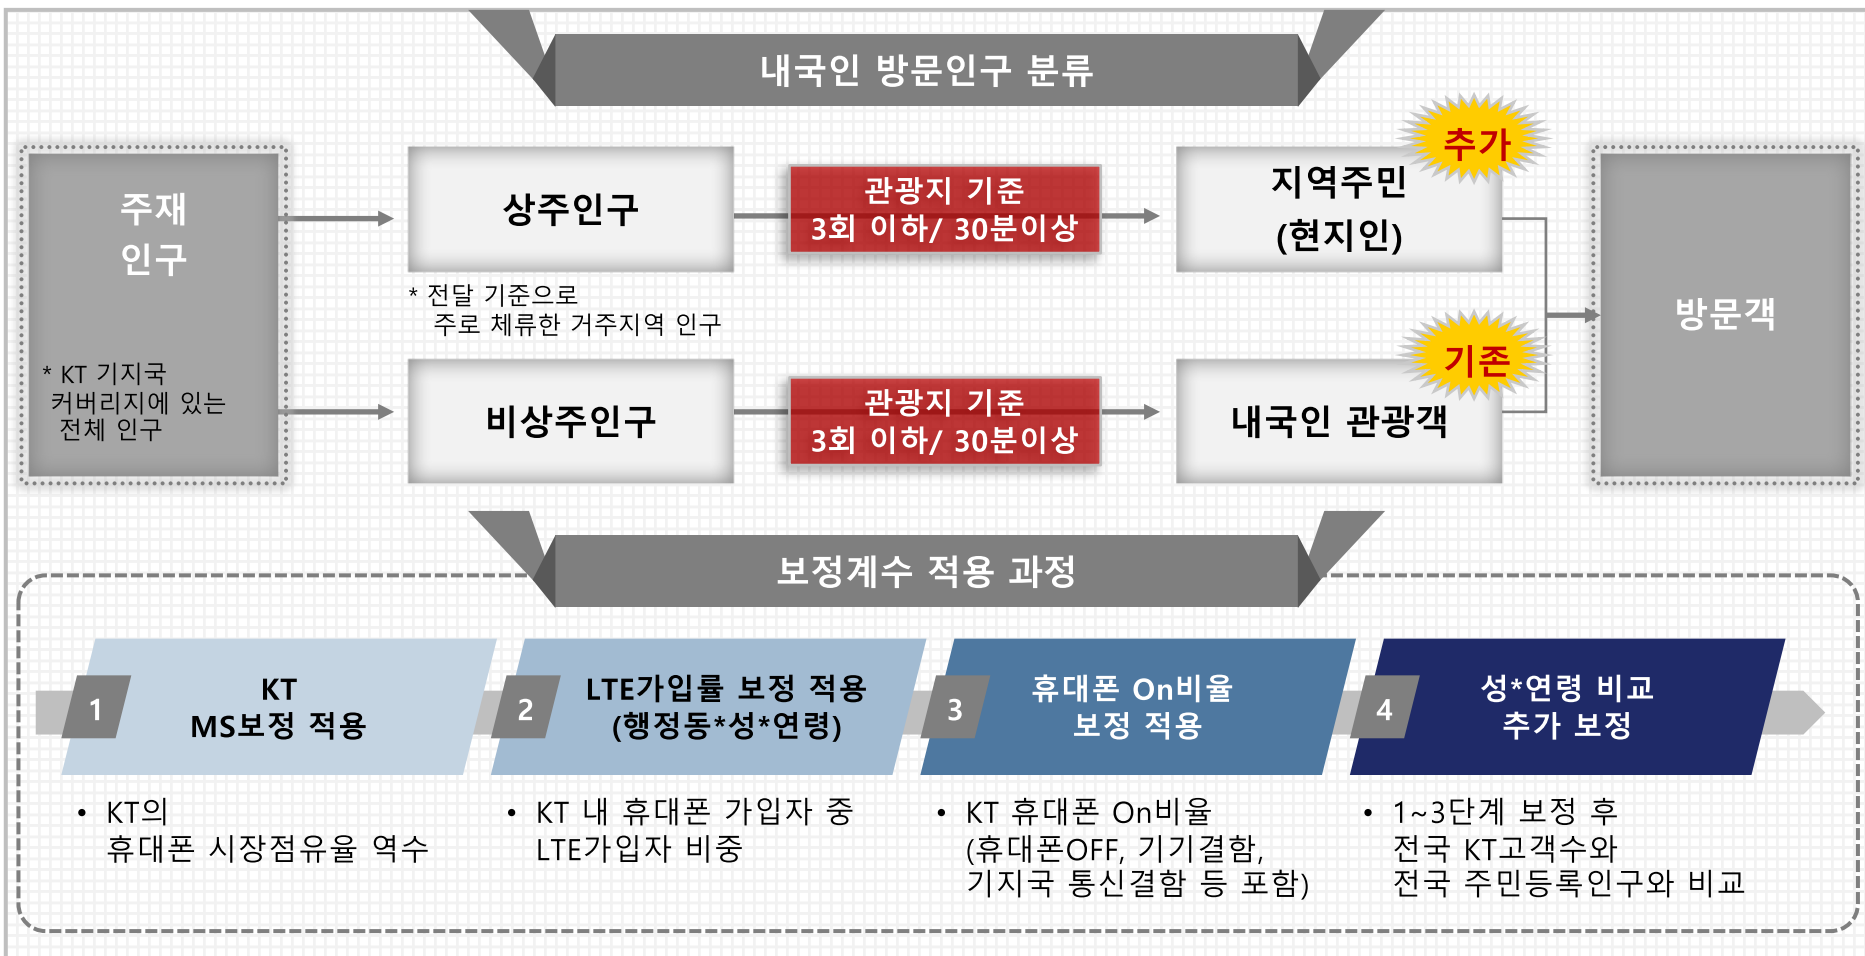 내국인 방문인구 분류
주재
인구
* KT 기지국
커버리지에 있는
전체 인구
상주인구
* 전달 기준으로
주로 체류한 거주지역 인구
관광지 기준
3회 이하/ 30분이상
추가
지역주민
(현지인)
비상주인구
관광지 기준
3회 이하/ 30분이상
기존
내국인 관광객
방문객
보정계수 적용 과정
1
KT
MS보정 적용
• KT의
휴대폰 시장점유율 역수
2
LTE가입률 보정 적용
(행정동*성*연령)
• KT 내 휴대폰 가입자 중
LTE가입자 비중
3
휴대폰 On비율
보정 적용
• KT 휴대폰 On비율
(휴대폰OFF, 기기결함,
기지국 통신결함 등 포함)
4
성*연령 비교
추가 보정
• 1~3단계 보정 후
전국 KT고객수와
전국 주민등록인구와 비교